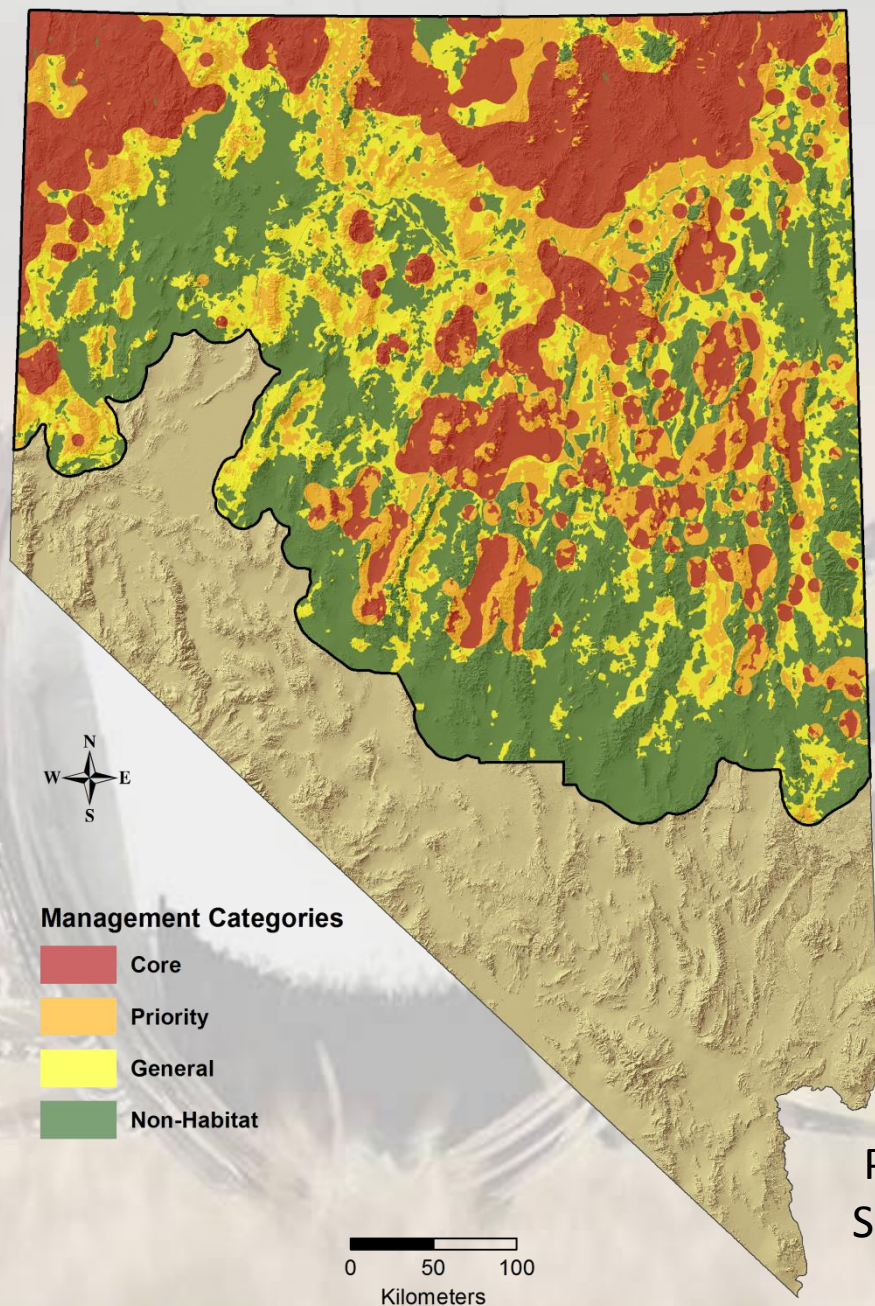 N
W E
S
Management Categories
Core
Priority
General
Non-Habitat
0 50 100
Kilometers
P
S